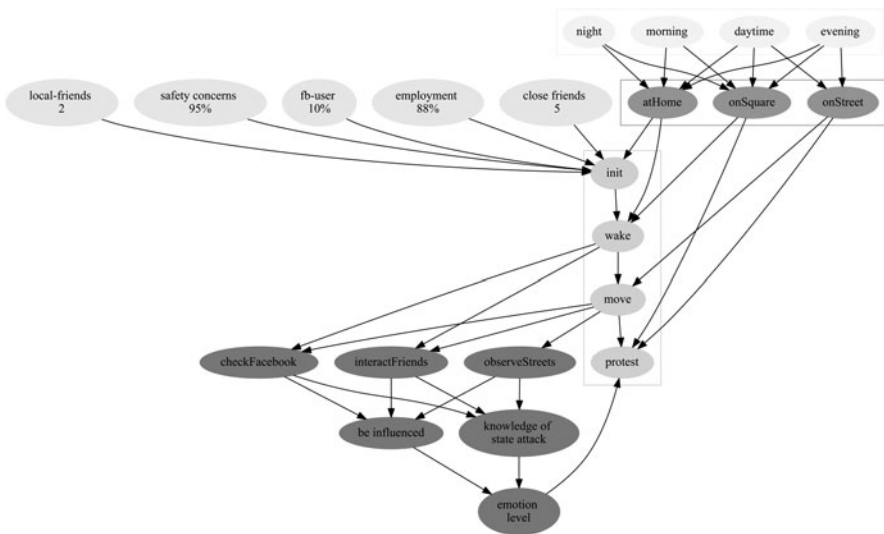 night morning daytime evening
local-friends
2
safety concerns
95%
fb-user
10%
employment
88%
close friends
5
atHome onSquare onStreet
init
wake
move
checkFacebook interactFriends observeStreets protest
be influenced
knowledge of
state attack
emotion
level